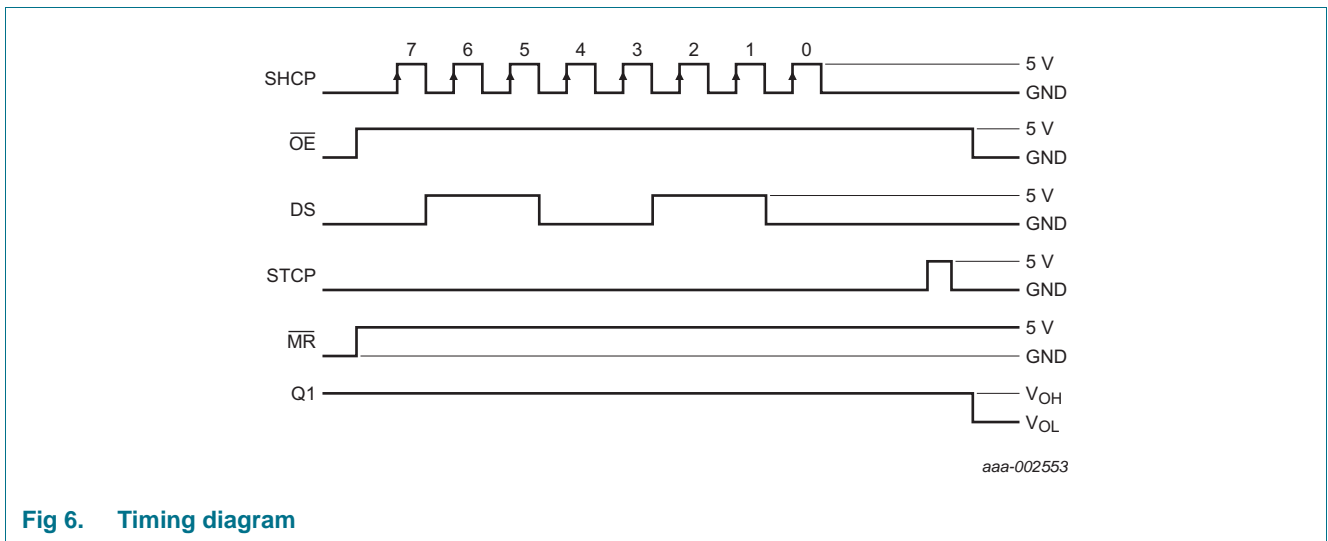 7 6 5 4 3 2 1 0
SHCP
5 V
GND
OE
5 V
GND
DS
5 V
GND
STCP
5 V
GND
MR
5 V
GND
Q1
VOH
VOL
aaa-002553
Fig 6. Timing diagram